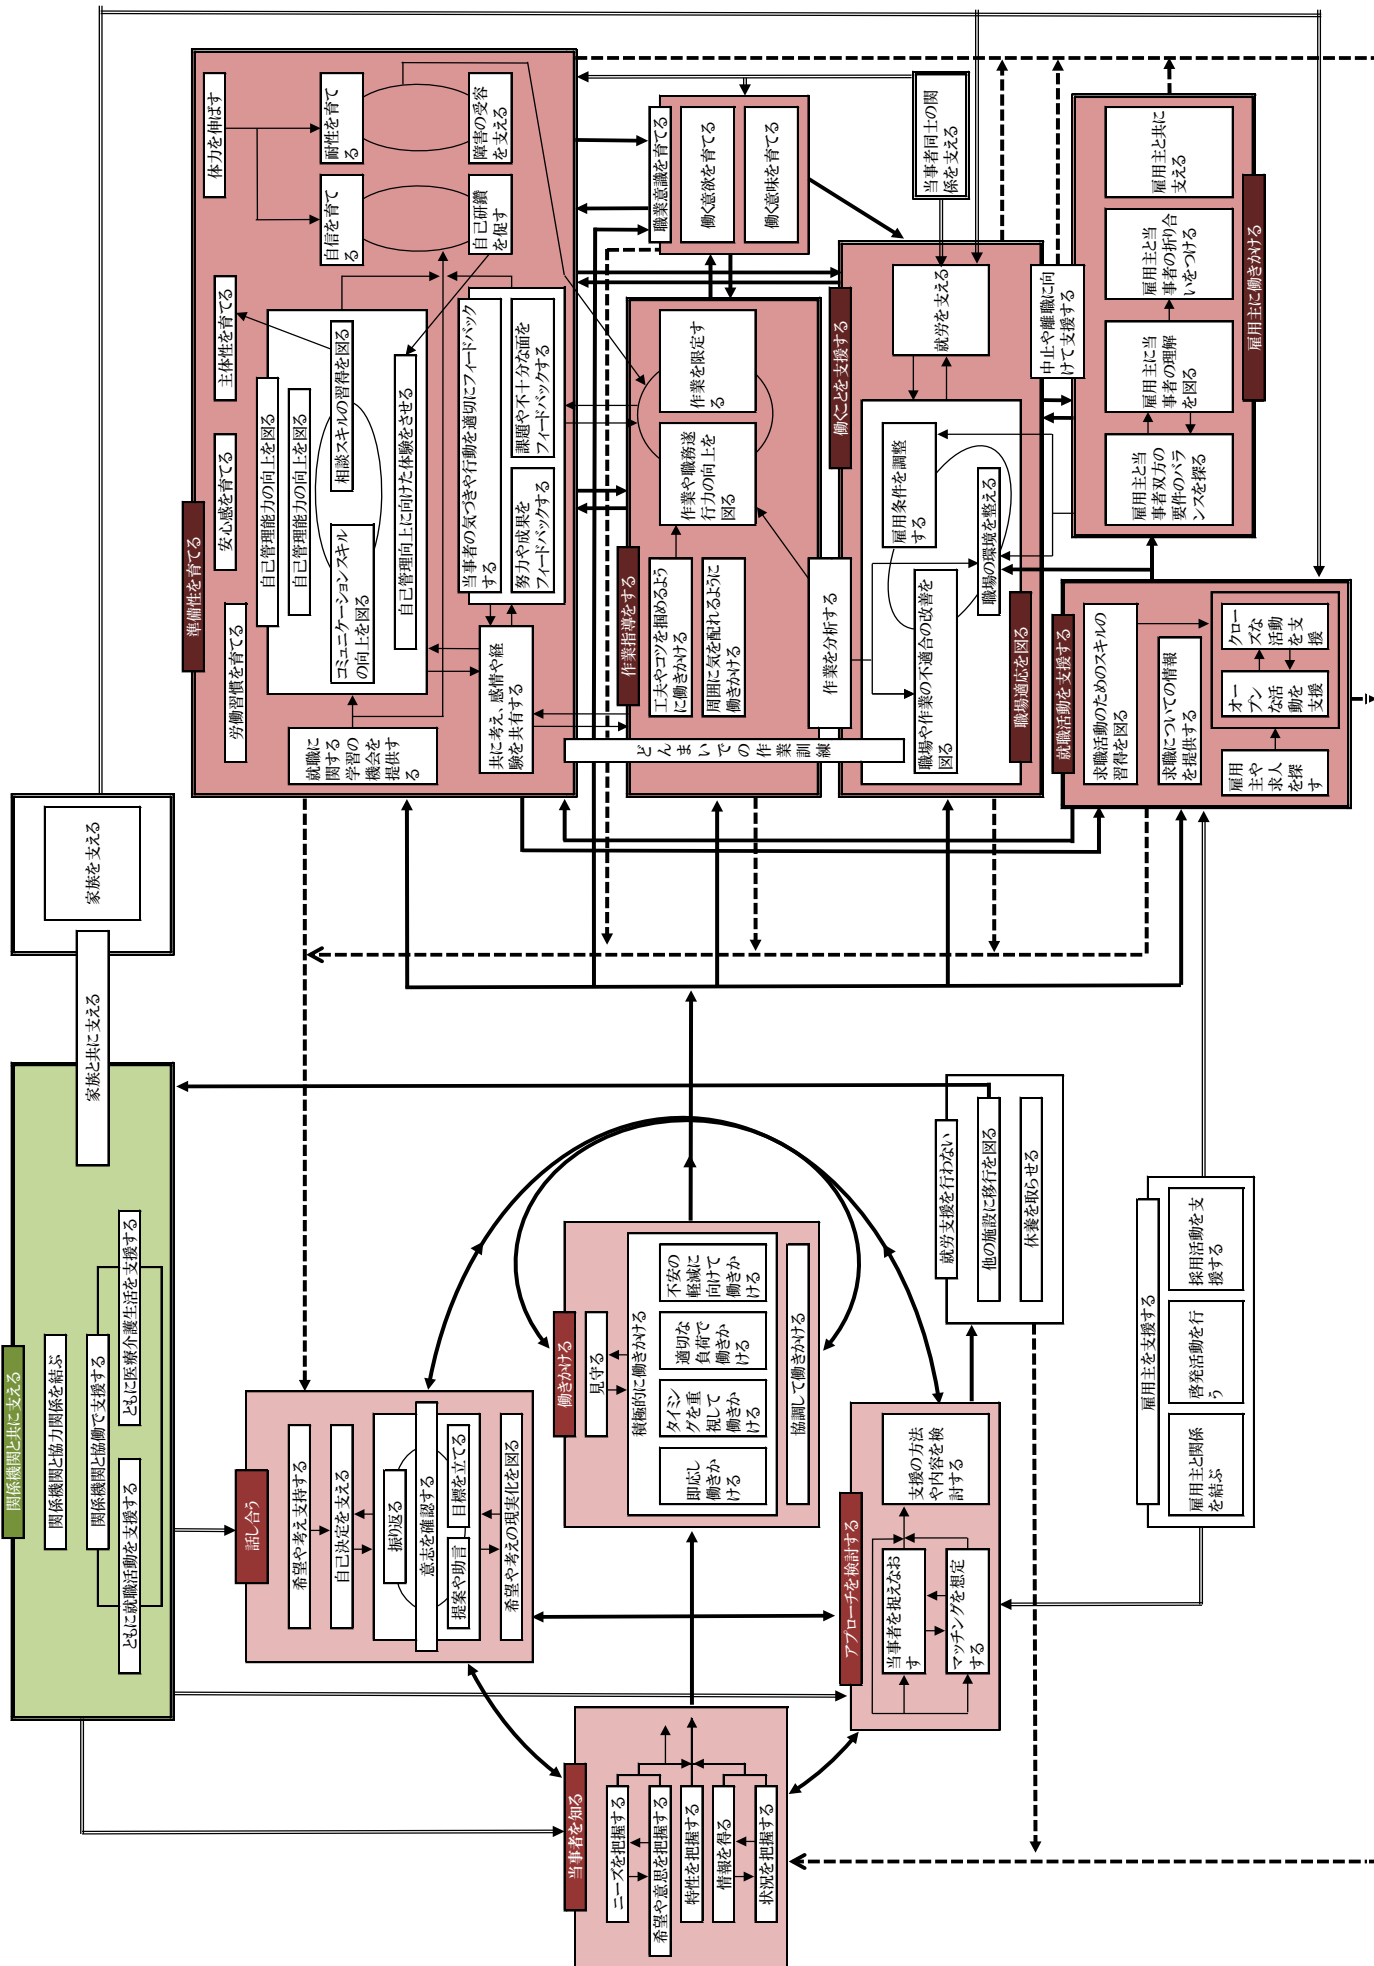 関係機関と共に支える
関係機関と協力関係を結ぶ
関係機関と協働で支援する
ともに就職活動を支援する
ともに医療介護生活を支援する
家族と共に支える
家族を支える
当事者を知る
ニーズを把握する
希望や意思を把握する
特性を把握する
情報を得る
状況を把握する
話し合う
希望や考え支持する
自己決定を支える
振り返る
意志を確認する
提案や助言
目標を立てる
希望や考えの現実化を図る
働きかける
見守る
積極的に働きかける
即応し
働きか
ける
タイミン
グを重
視して
働きか
ける
適切な
負荷で
働きか
ける
不安の
軽減に
向けて
働きか
ける
協調して働きかける
アプローチを検討する
当事者を捉えなお
す
マッチングを想定
する
支援の方法
や内容を検
討する
就労支援を行わない
他の施設に移行を図る
休養を取らせる
雇用主を支援する
雇用主と関係
を結ぶ
啓発活動を行
う
採用活動を支
援する
準備性を育てる
労働習慣を育てる
安心感を育てる
主体性を育てる
体力を伸ばす
自信を育て
る
耐性を育て
る
自己研鑽
を促す
障害の受容
を支える
就職に
関する
学習の
機会を
提供す
る
自己管理能力の向上を図る
自己管理能力の向上を図る
コミュニケーションスキル
の向上を図る
相談スキルの習得を図る
自己管理向上に向けた体験をさせる
共に考え、感情や経
験を共有する
当事者の気づきや行動を適切にフィードバック
する
努力や成果を
フィードバックする
課題や不十分な面を
フィードバックする
職業意識を育てる
働く意欲を育てる
働く意味を育てる
作業指導をする
工夫やコツを掴めるよう
に働きかける
周囲に気を配れるように
働きかける
作業や職務遂
行力の向上を
図る
作業を限定す
る
どんまいでの作業訓練
作業を分析する
当事者同士の関
係を支える
働くことを支援する
就労を支える
職場適応を図る
職場や作業の不適合の改善を
図る
雇用条件を調整
する
職場の環境を整える
中止や離職に向
けて支援する
雇用主に働きかける
雇用主と当
事者双方の
要件のバラ
ンスを探る
雇用主に当
事者の理解
を図る
雇用主と当
事者の折り合
いをつける
雇用主と共に
支える
就職活動を支援する
求職活動のためのスキルの
習得を図る
求職についての情報
を提供する
雇用
主や
求人
を探
す
オー
プン
な活
動を
支援
クロー
ズな
活動
を支
援